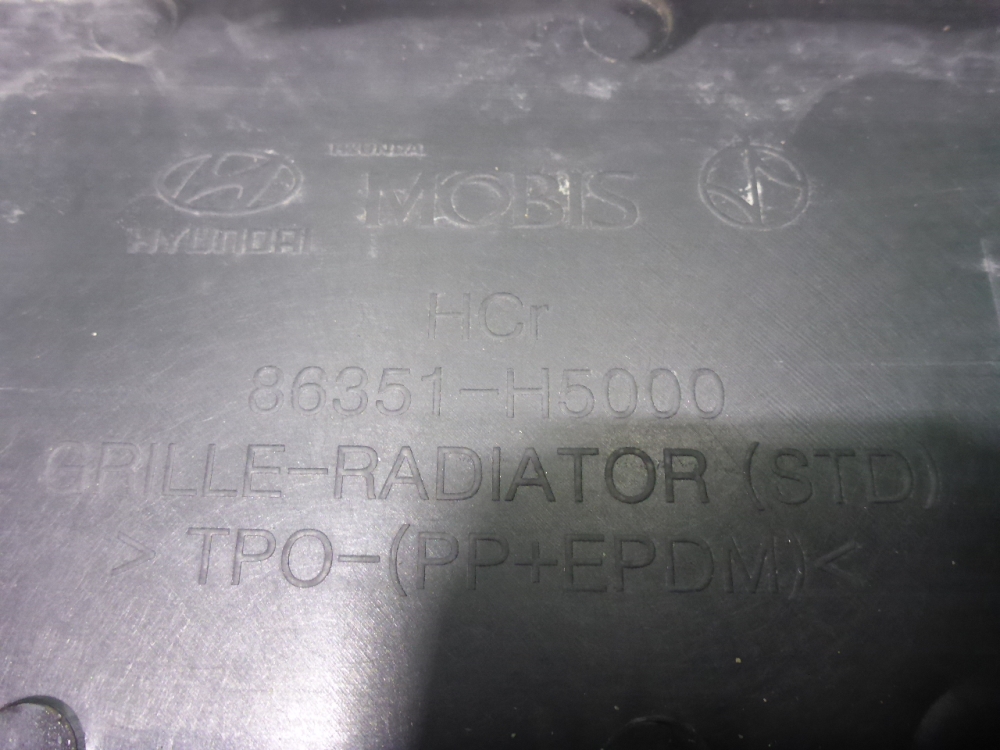 HYUNDAI
MOBIS
HYUNDAI
HCr
86351-H5000
GRILLE-RADIATOR (STD)
> TPO-(PP+EPDM)<